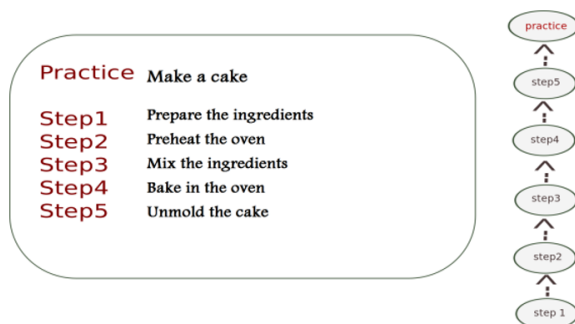 Practice Make a cake
Step1 Prepare the ingredients
Step2 Preheat the oven
Step3 Mix the ingredients
Step4 Bake in the oven
Step5 Unmold the cake
practice
step5
step4
step3
step2
step 1